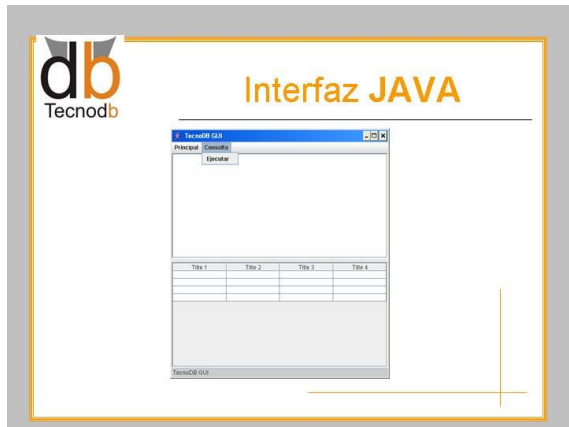 db
Tecnodb
Interfaz JAVA
TecnoDB GUI
Principal Consulta
Ejecutar
Title 1 Title 2 Title 3 Title 4
TecnoDB GUI